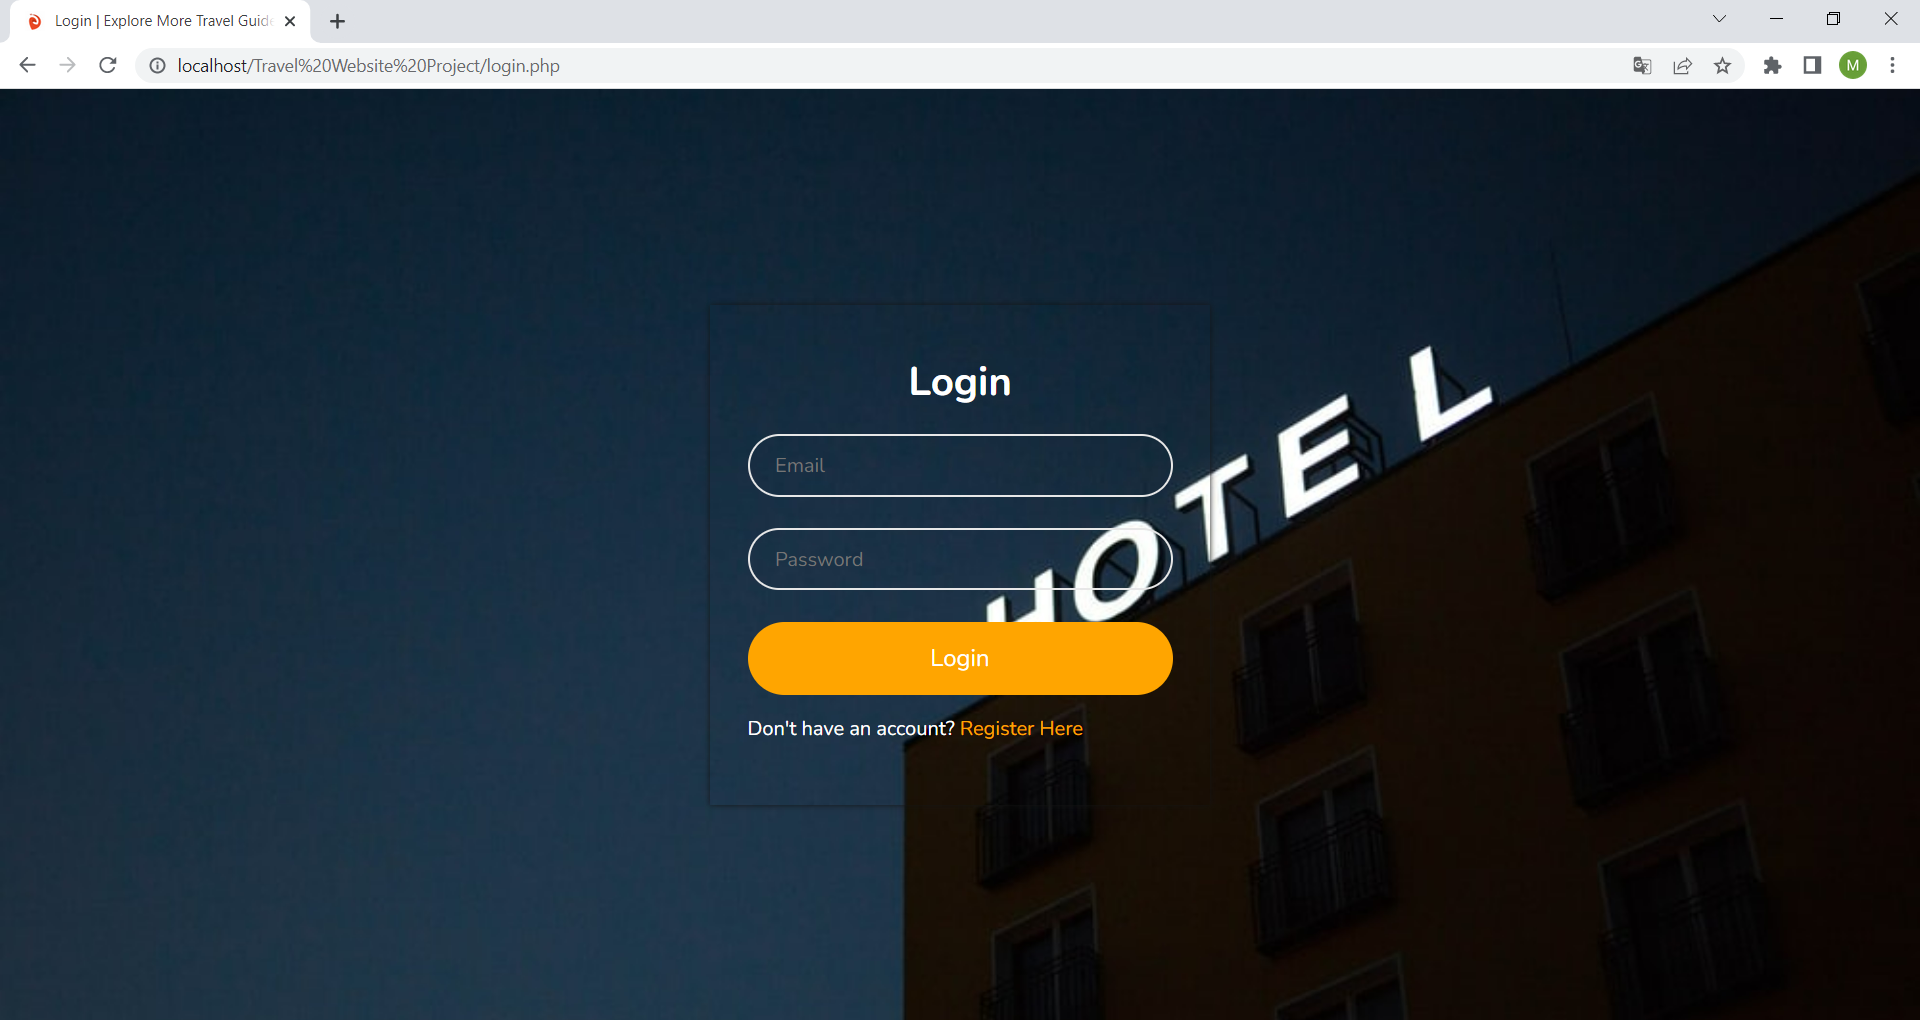 Login | Explore More Travel Guid
localhost/Travel%20Website%20Project/login.php
M
Login
Email
Password
HOTEL
Login
Don't have an account? Register Here